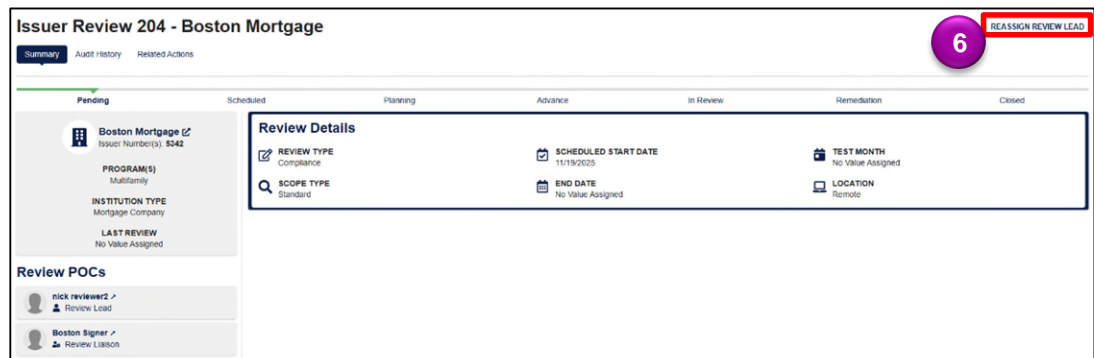 Issuer Review 204 - Boston Mortgage
6
REASSIGN REVIEW LEAD
Summary Audit History Related Actions
Pending Scheduled Planning Advance In Review Remediation Closed
Boston Mortgage
Issuer Number(s): 5342
PROGRAM(S)
Multifamily
INSTITUTION TYPE
Mortgage Company
LAST REVIEW
No Value Assigned
Review Details
REVIEW TYPE
Compliance
SCHEDULED START DATE
11/19/2025
TEST MONTH
No Value Assigned
SCOPE TYPE
Standard
END DATE
No Value Assigned
LOCATION
Remote
Review POCs
nick reviewer2
Review Lead
Boston Signer
Review Liaison